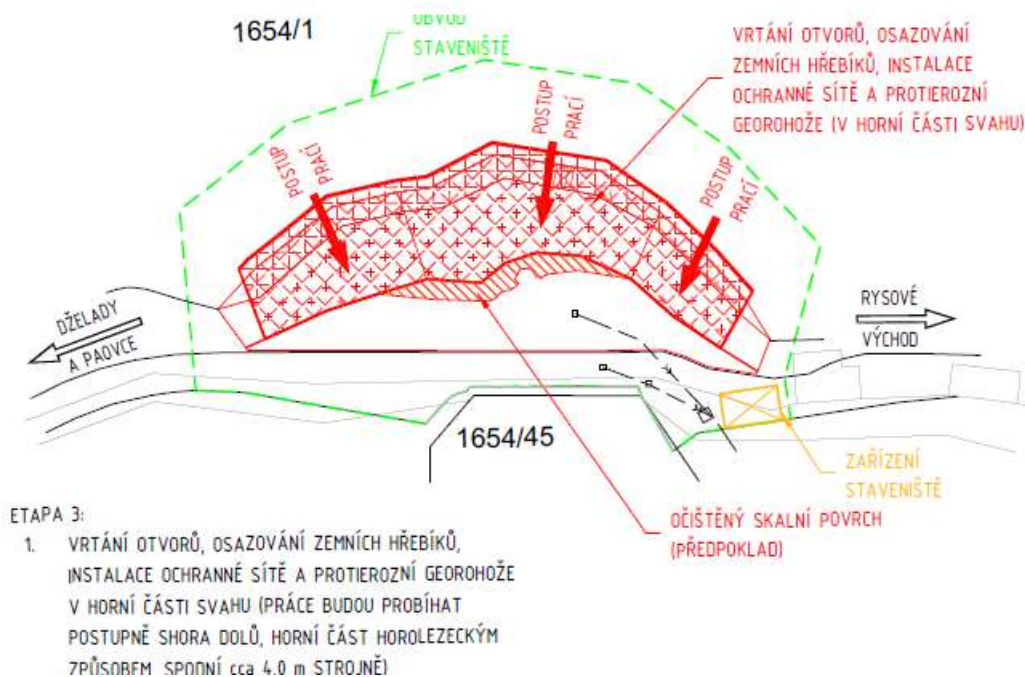 1654/1
OBVOD
STAVENIŠTĚ
VRTÁNÍ OTVORŮ, OSAZOVÁNÍ
ZEMNÍCH HŘEBÍKŮ, INSTALACE
OCHRANNÉ SÍTĚ A PROTIEROZNÍ
GEOROHOŽE (V HORNÍ ČÁSTI SVAHU)
POSTUP
PRACÍ
POSTUP
PRACÍ
POSTUP
PRACÍ
DŽELADY
A PAOVCE
RYSOVÉ
VÝCHOD
1654/45
ZAŘÍZENÍ
STAVENIŠTĚ
OČIŠTĚNÝ SKALNÍ POVRCH
(PŘEDPOKLAD)
ETAPA 3:
1. VRTÁNÍ OTVORŮ, OSAZOVÁNÍ ZEMNÍCH HŘEBÍKŮ,
INSTALACE OCHRANNÉ SÍTĚ A PROTIEROZNÍ GEOROHOŽE
V HORNÍ ČÁSTI SVAHU (PRÁCE BUDOU PROBÍHAT
POSTUPNĚ SHORA DOLŮ, HORNÍ ČÁST HOROLEZECKÝM
ZPŮSOBEM, SPODNÍ cca 4,0 m STROJNĚ)